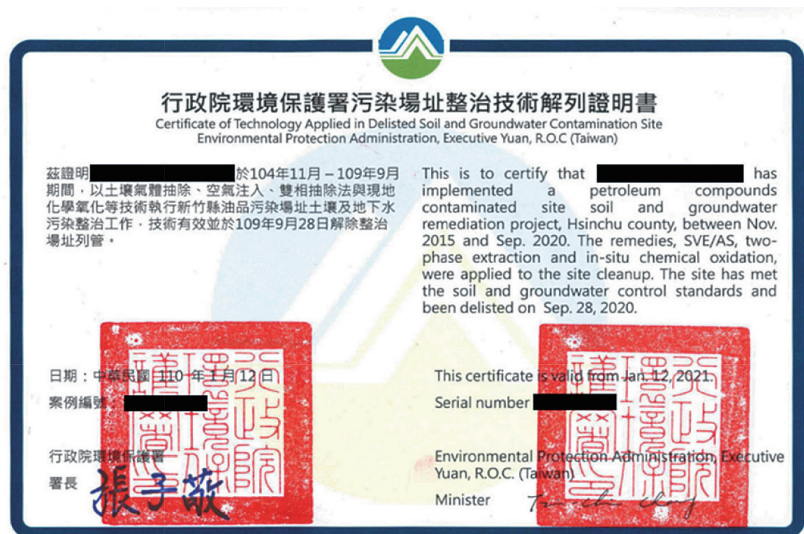 行政院環境保護署污染場址整治技術解列證明書
Certificate of Technology Applied in Delisted Soil and Groundwater Contamination Site
Environmental Protection Administration, Executive Yuan, R.O.C (Taiwan)
茲證明 於104年11月－109年9月
期間，以土壤氣體抽除、空氣注入、雙相抽除法與現地
化學氧化等技術執行新竹縣油品污染場址土壤及地下水
污染整治工作，技術有效並於109年9月28日解除整治
場址列管。
This is to certify that has
implemented a petroleum compounds
contaminated site soil and groundwater
remediation project, Hsinchu county, between Nov.
2015 and Sep. 2020. The remedies, SVE/AS, two-
phase extraction and in-situ chemical oxidation,
were applied to the site cleanup. The site has met
the soil and groundwater control standards and
been delisted on Sep. 28, 2020.
日期：中華民國 110 年 1 月 12 日
案例編號
行政院環境保護署
署長 張子敬
This certificate is valid from Jan. 12, 2021.
Serial number
Environmental Protection Administration, Executive
Yuan, R.O.C. (Taiwan)
Minister